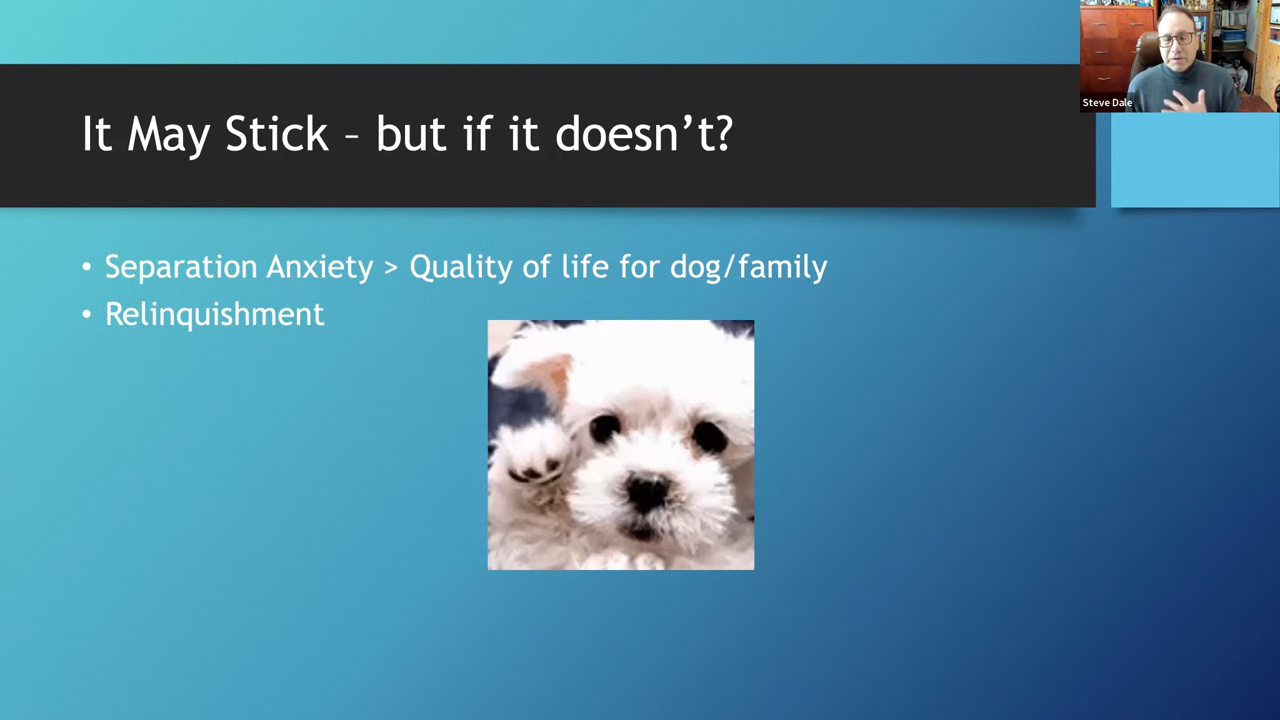 It May Stick – but if it doesn’t?
• Separation Anxiety > Quality of life for dog/family
• Relinquishment
Steve Dale